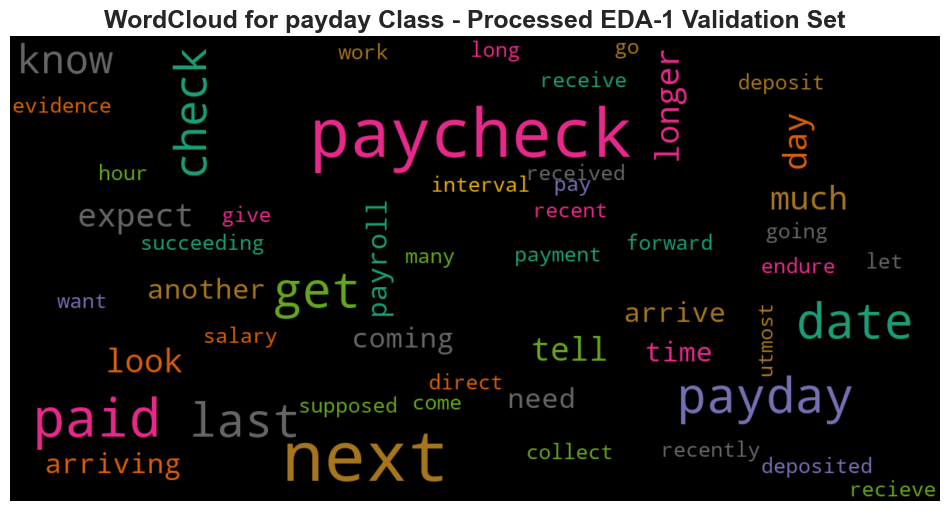 WordCloud for payday Class - Processed EDA-1 Validation Set
know
work
long
go
evidence
check
receive
longer
deposit
paycheck
day
hour
interval
received
pay
much
expect
give
recent
going
succeeding
payroll
many
payment
forward
endure
let
want
another
get
arrive
date
salary
coming
tell
time
utmost
look
direct
paid
last
supposed
come
need
payday
arriving
next
collect
recently
deposited
recieve